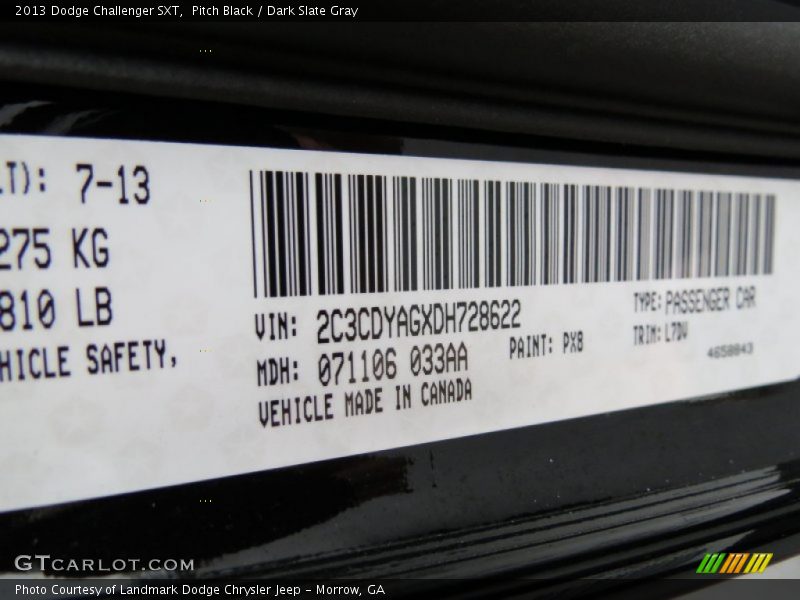 2013 Dodge Challenger SXT, Pitch Black / Dark Slate Gray
LT): 7-13
275 KG
810 LB
HICLE SAFETY,
VIN: 2C3CDYAGXDH728622
MDH: 071106 033AA
VEHICLE MADE IN CANADA
PAINT: PX8
TYPE: PASSENGER CAR
TRIM: L7DV
4658843
GTCARLOT.COM
Photo Courtesy of Landmark Dodge Chrysler Jeep - Morrow, GA